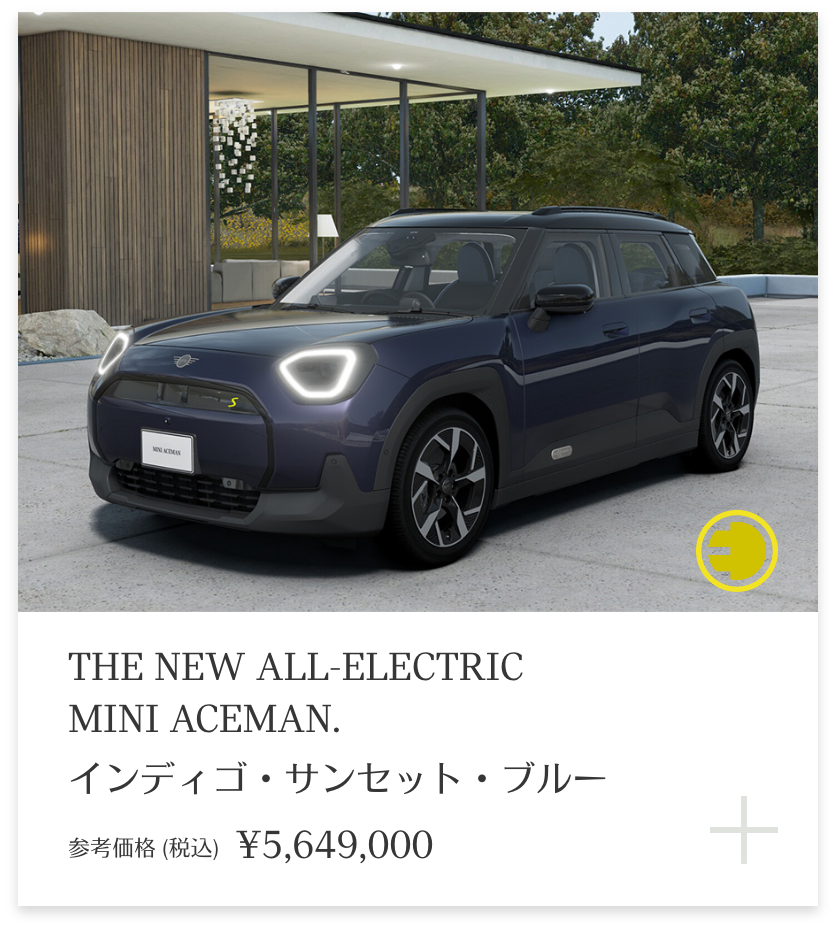 S
MINI ACEMAN
THE NEW ALL-ELECTRIC
MINI ACEMAN.
インディゴ・サンセット・ブルー
参考価格 (税込) ¥5,649,000